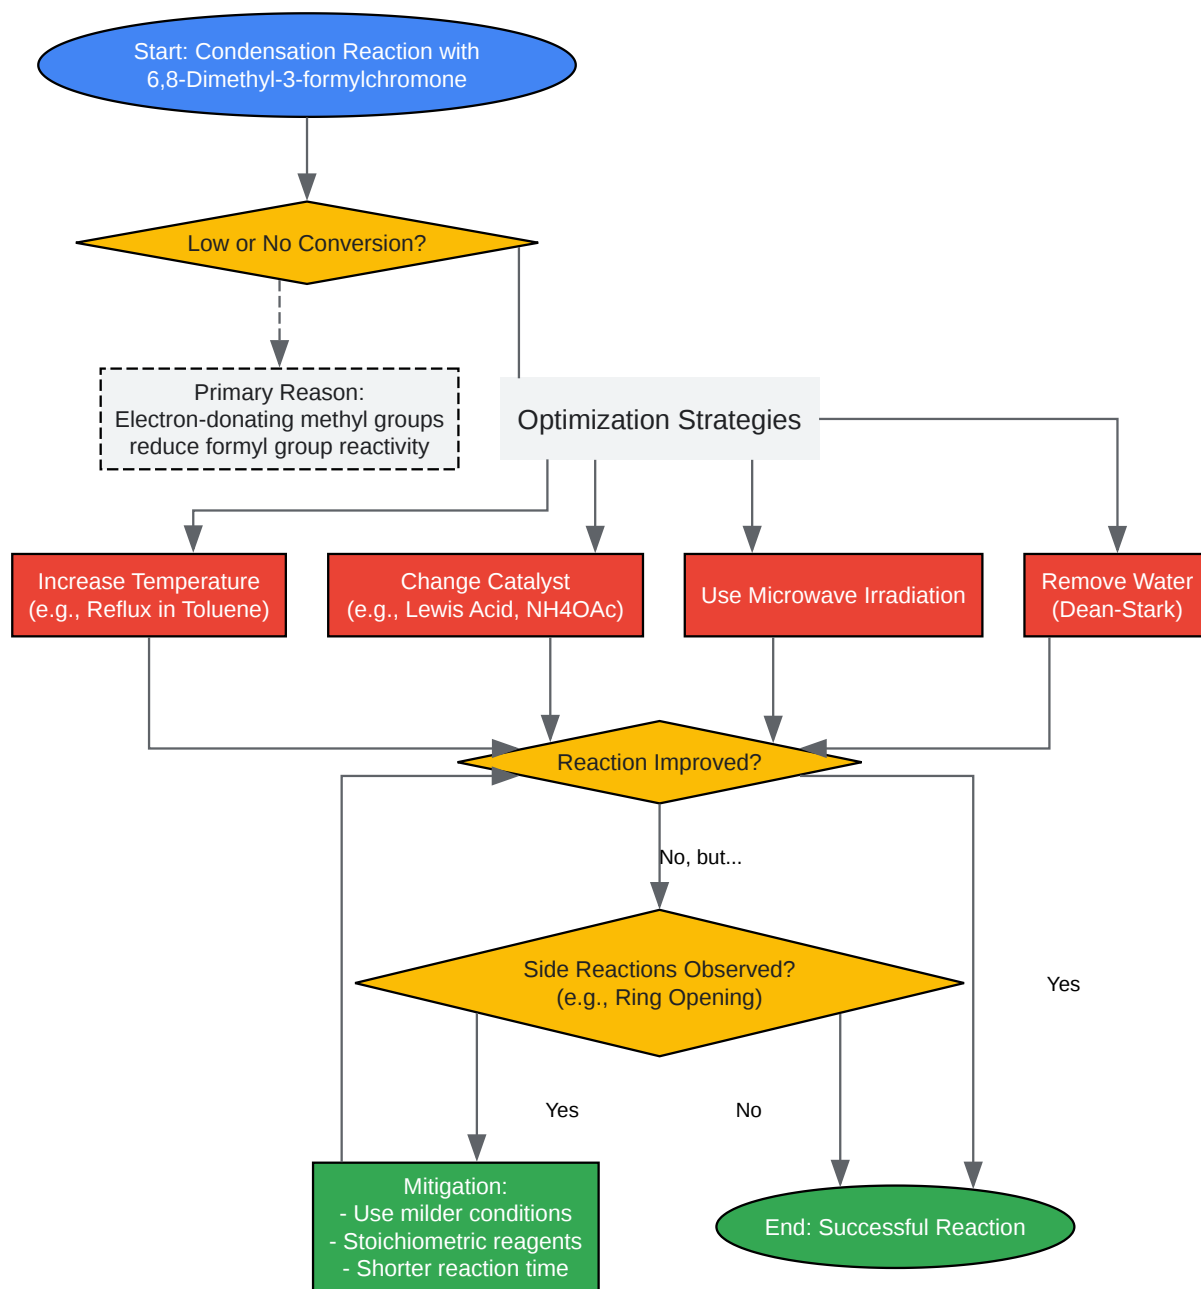 Start: Condensation Reaction with
6,8-Dimethyl-3-formylchromone
Low or No Conversion?
Primary Reason:
Electron-donating methyl groups
reduce formyl group reactivity
Optimization Strategies
Increase Temperature
(e.g., Reflux in Toluene)
Change Catalyst
(e.g., Lewis Acid, NH4OAc)
Use Microwave Irradiation
Remove Water
(Dean-Stark)
Reaction Improved?
No, but...
Side Reactions Observed?
(e.g., Ring Opening)
Yes
Yes
No
Mitigation:
- Use milder conditions
- Stoichiometric reagents
- Shorter reaction time
End: Successful Reaction